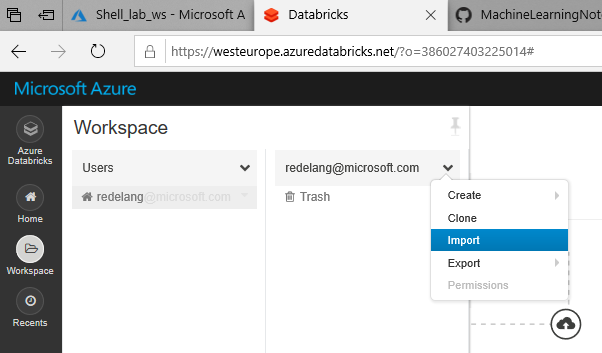 Shell_lab_ws - Microsoft A
Databricks
MachineLearningNote
https://westeurope.azuredatabricks.net/?o=386027403225014#
Microsoft Azure
Azure
Databricks
Home
Workspace
Recents
Workspace
Users
redelang@microsoft.com
redelang@microsoft.com
Trash
Create
Clone
Import
Export
Permissions